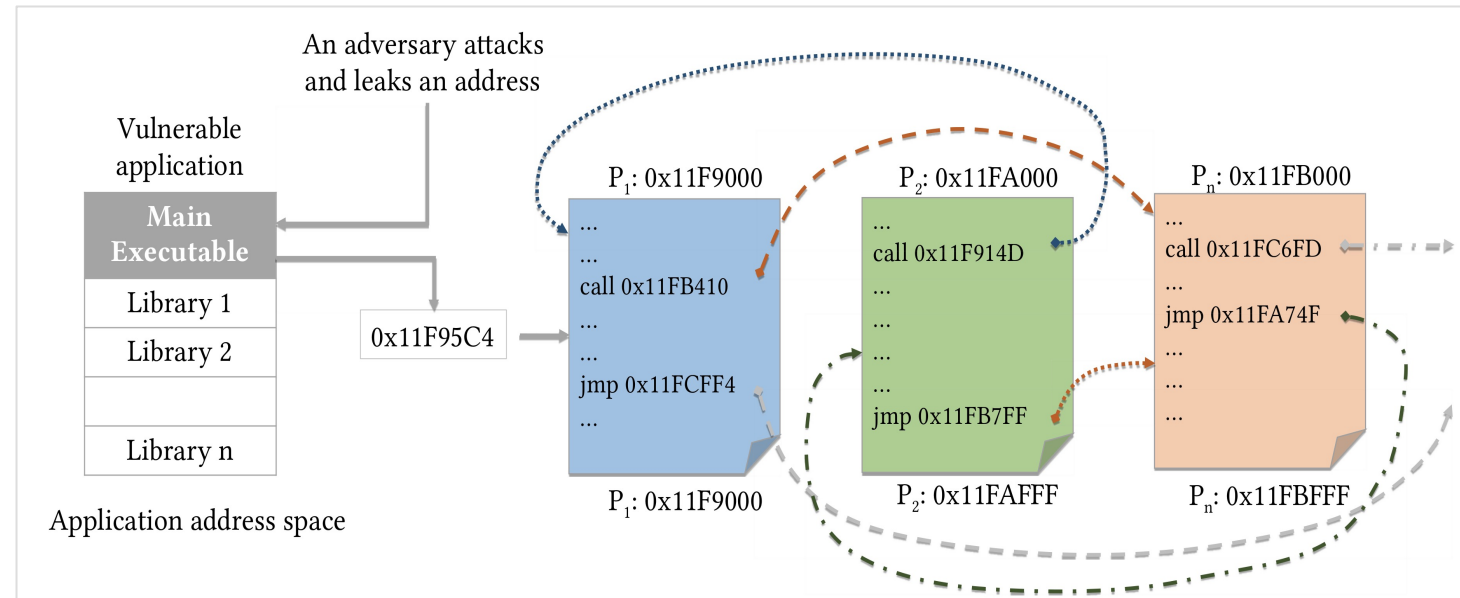 An adversary attacks
and leaks an address
Vulnerable
application
Main
Executable
Library 1
Library 2
Library n
Application address space
0x11F95C4
P1: 0x11F9000
...
...
call 0x11FB410
...
...
jmp 0x11FCFF4
...
P1: 0x11F9000
P2: 0x11FA000
...
call 0x11F914D
...
...
...
...
jmp 0x11FB7FF
P2: 0x11FAFFF
Pn: 0x11FB000
...
call 0x11FC6FD
...
jmp 0x11FA74F
...
...
...
Pn: 0x11FBFFF